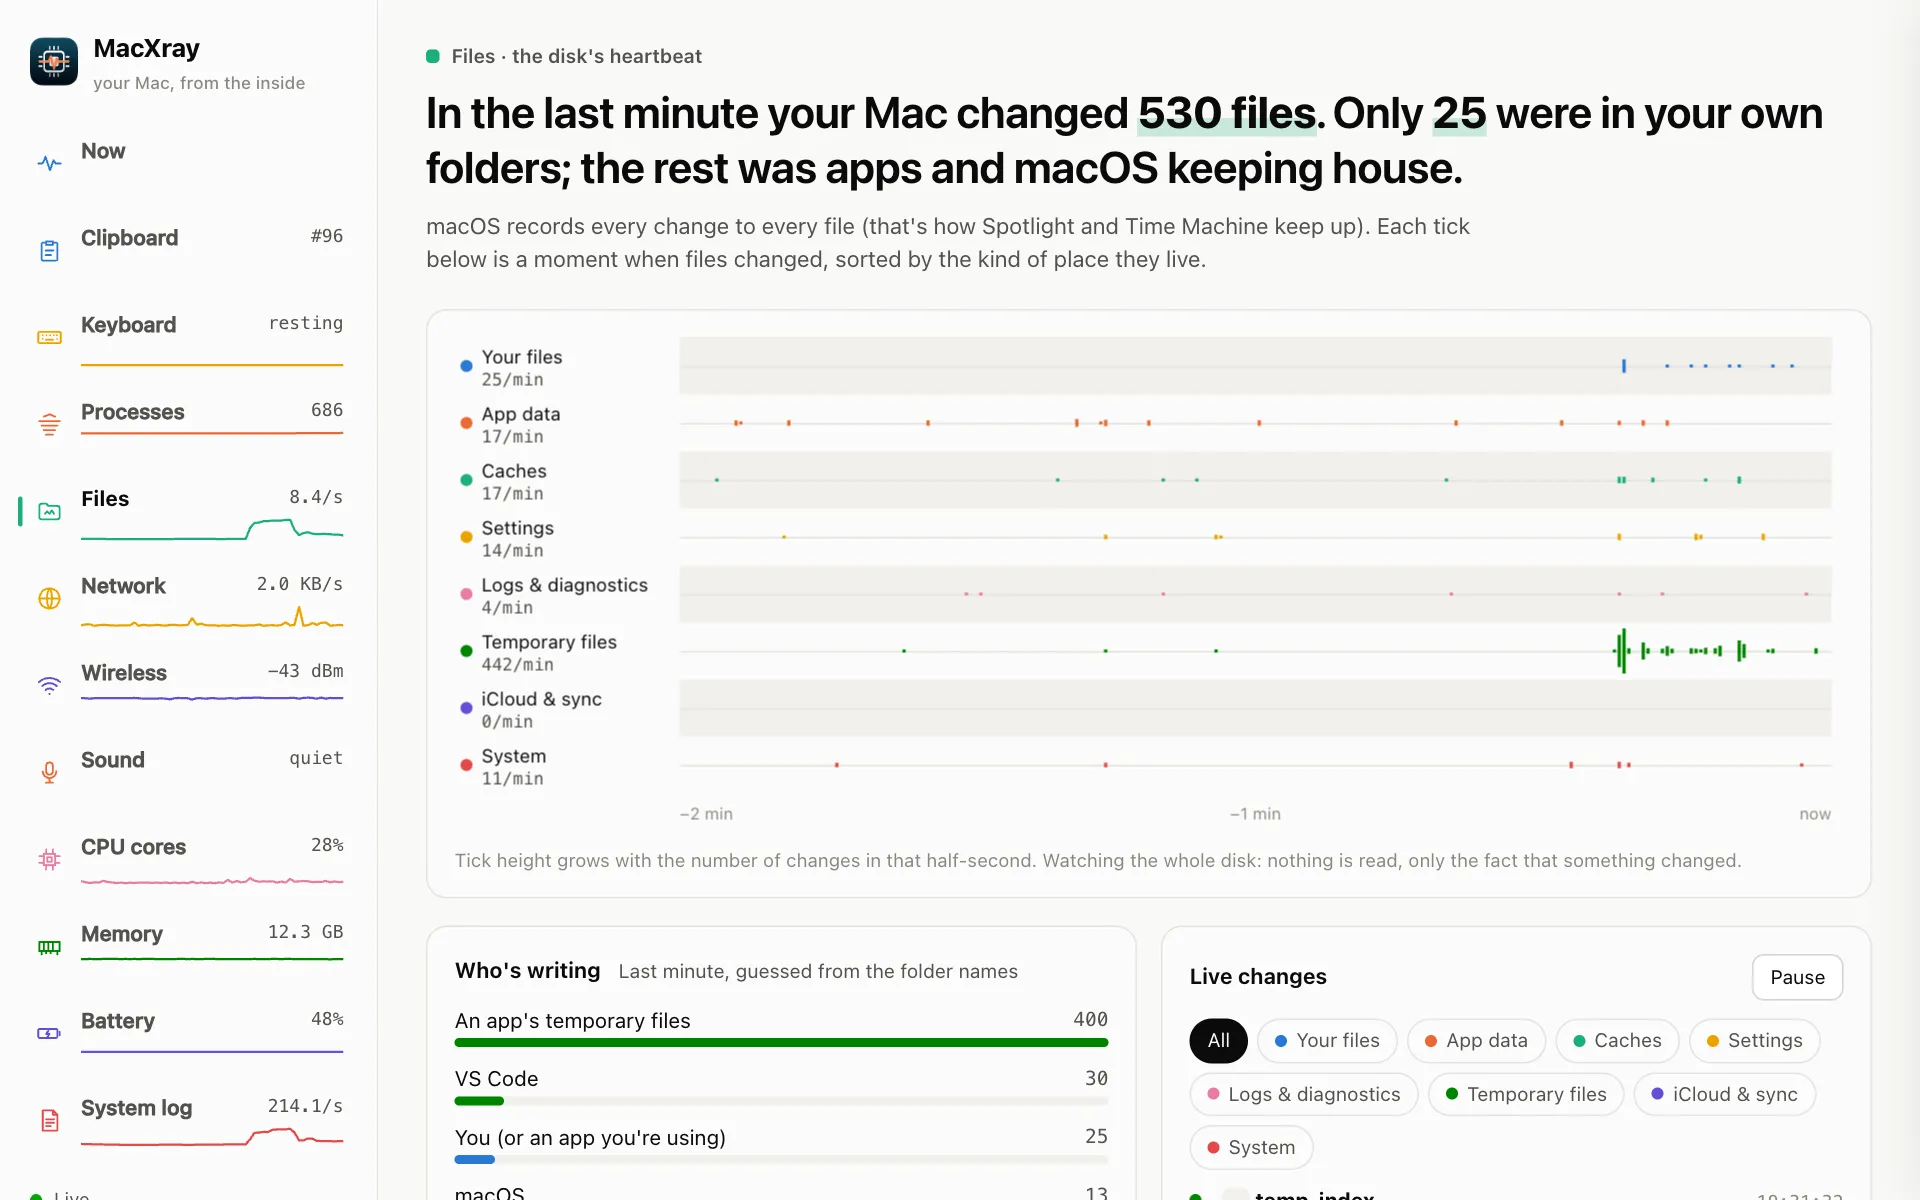 MacXray
your Mac, from the inside
Now
Clipboard #96
Keyboard resting
Processes 686
Files 8.4/s
Network 2.0 KB/s
Wireless −43 dBm
Sound quiet
CPU cores 28%
Memory 12.3 GB
Battery 48%
System log 214.1/s
Live
Files · the disk's heartbeat
In the last minute your Mac changed 530 files. Only 25 were in your own
folders; the rest was apps and macOS keeping house.
macOS records every change to every file (that's how Spotlight and Time Machine keep up). Each tick
below is a moment when files changed, sorted by the kind of place they live.
Your files
25/min
App data
17/min
Caches
17/min
Settings
14/min
Logs & diagnostics
4/min
Temporary files
442/min
iCloud & sync
0/min
System
11/min
−2 min −1 min now
Tick height grows with the number of changes in that half-second. Watching the whole disk: nothing is read, only the fact that something changed.
Who's writing Last minute, guessed from the folder names
An app's temporary files 400
VS Code 30
You (or an app you're using) 25
macOS 13
Live changes Pause
All Your files App data Caches Settings
Logs & diagnostics Temporary files iCloud & sync
System
temp_index